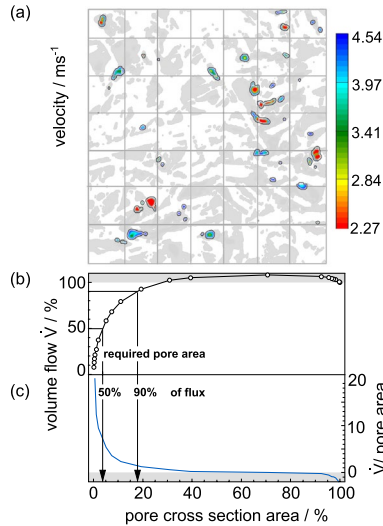 (a)
velocity / ms⁻¹
4.54
3.97
3.41
2.84
2.27
(b)
volume flow V̇ / %
100
50
0
required pore area
(c)
50% 90% of flux
20
10
0
V̇/ pore area
0 20 40 60 80 100
pore cross section area / %